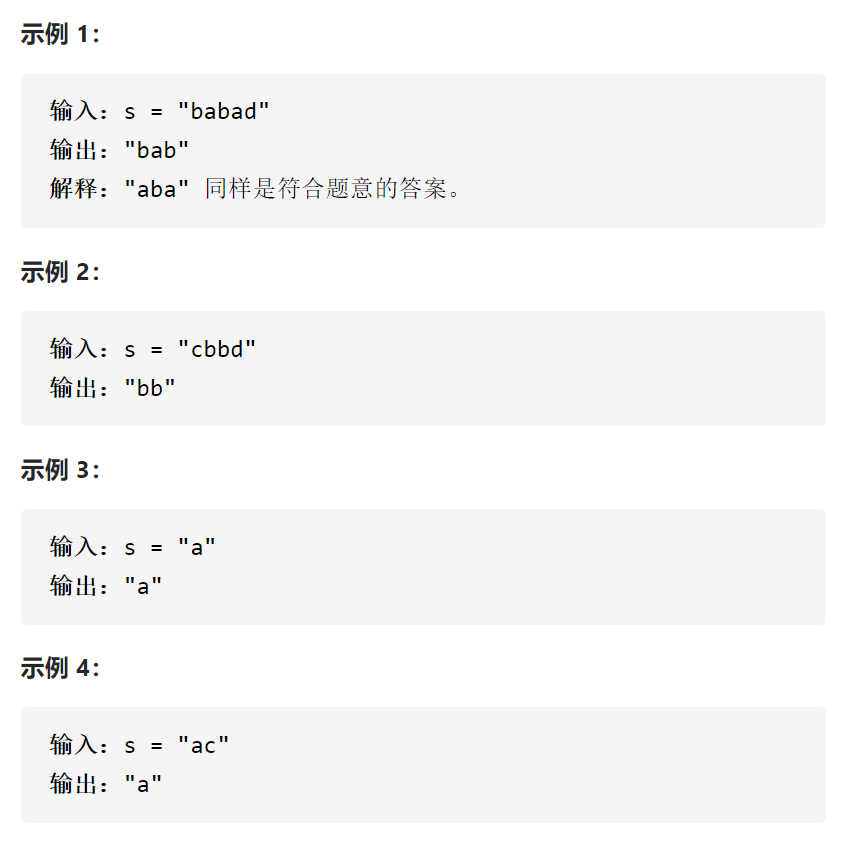 示例 1：
输入：s = "babad"
输出："bab"
解释："aba" 同样是符合题意的答案。
示例 2：
输入：s = "cbbd"
输出："bb"
示例 3：
输入：s = "a"
输出："a"
示例 4：
输入：s = "ac"
输出："a"